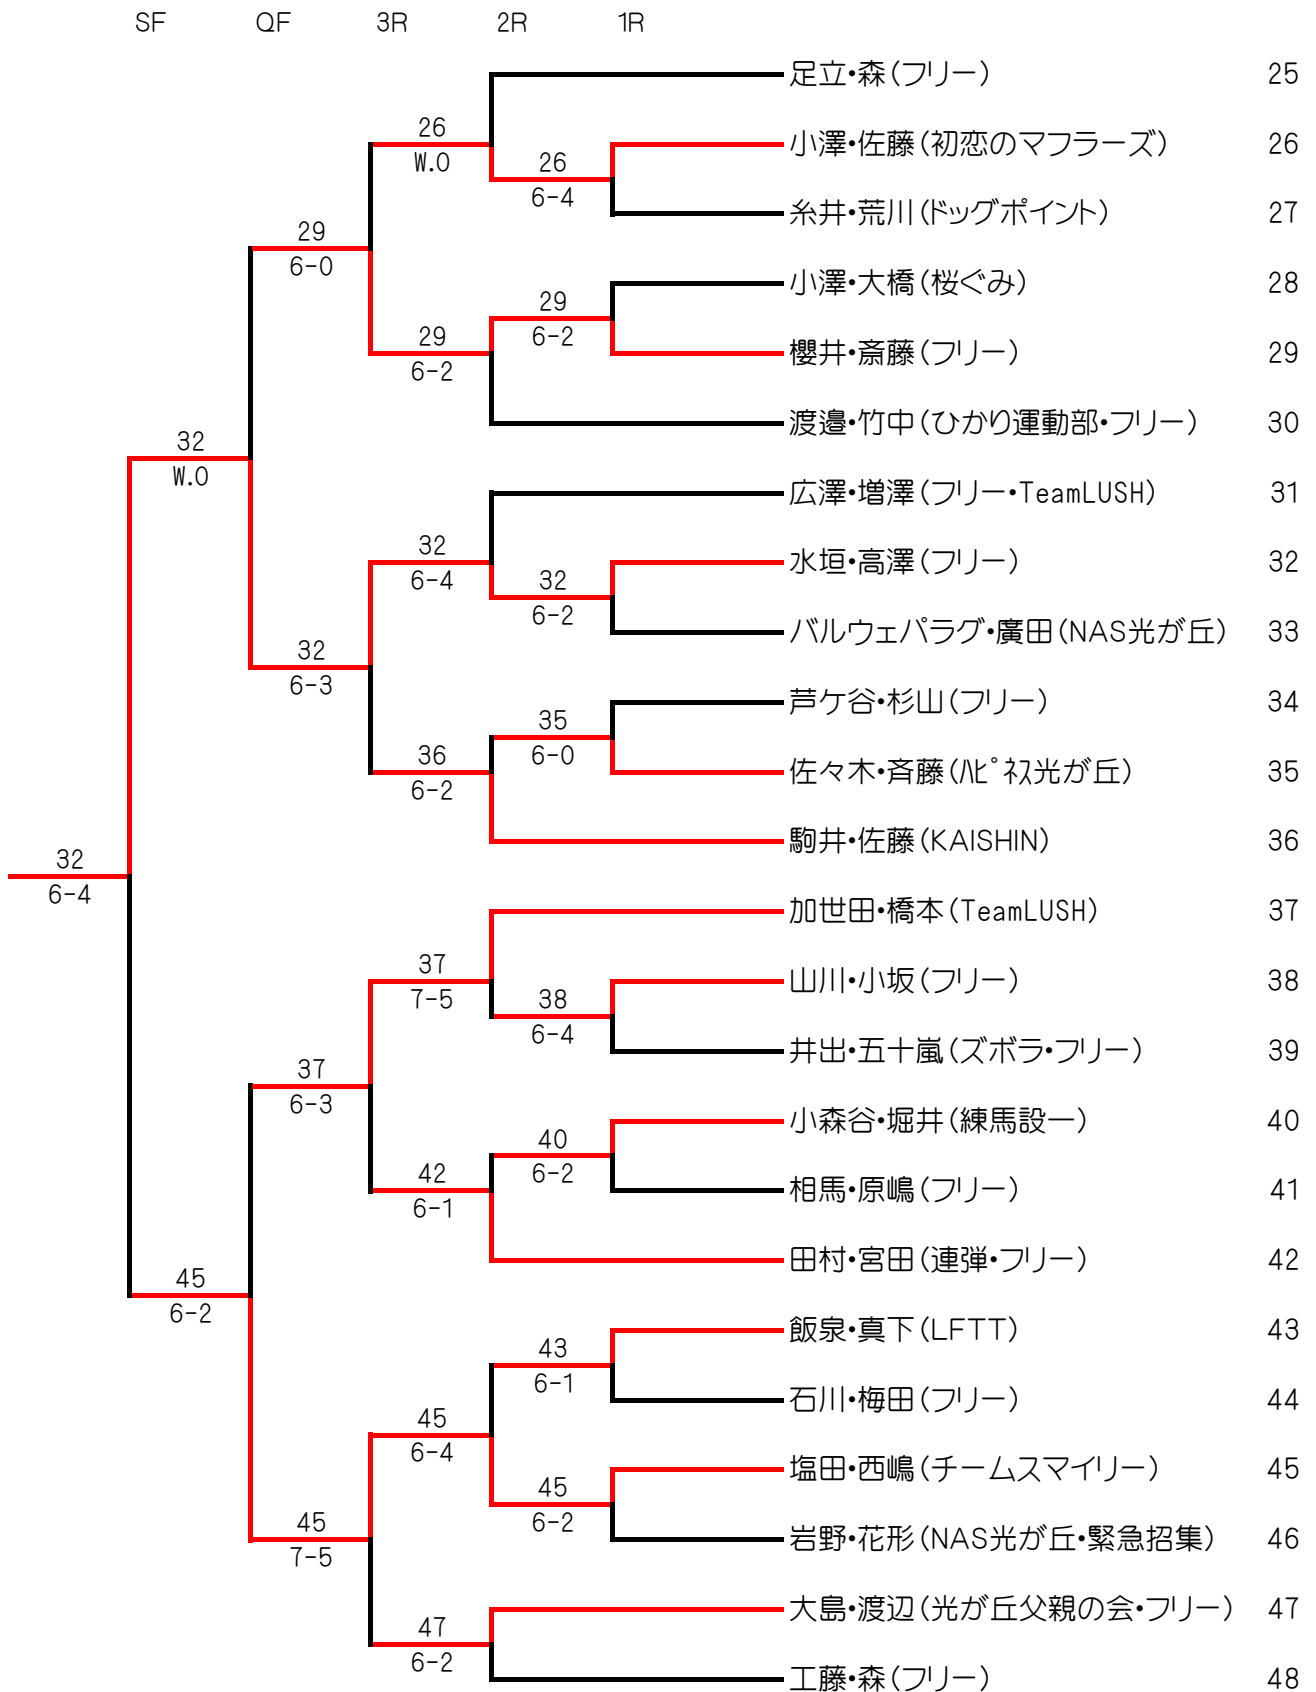 SF QF 3R 2R 1R
足立・森(フリー) 25
26
小澤・佐藤(初恋のマフラーズ) 26
W.O
26
6-4
糸井・荒川(ドッグポイント) 27
29
6-0
小澤・大橋(桜ぐみ) 28
29
6-2
29
6-2
櫻井・斎藤(フリー) 29
渡邉・竹中(ひかり運動部・フリー) 30
32
W.O
広澤・増澤(フリー・TeamLUSH) 31
32
6-4
水垣・高澤(フリー) 32
32
6-2
バルウェパラグ・廣田(NAS光が丘) 33
32
6-3
芦ケ谷・杉山(フリー) 34
35
6-0
36
6-2
佐々木・斉藤(ﾊﾋﾟﾈｽ光が丘) 35
駒井・佐藤(KAISHIN) 36
32
6-4
加世田・橋本(TeamLUSH) 37
37
7-5
山川・小坂(フリー) 38
38
6-4
井出・五十嵐(ズボラ・フリー) 39
37
6-3
小森谷・堀井(練馬設一) 40
40
6-2
42
6-1
相馬・原嶋(フリー) 41
田村・宮田(連弾・フリー) 42
45
6-2
飯泉・真下(LFTT) 43
43
6-1
石川・梅田(フリー) 44
45
6-4
塩田・西嶋(チームスマイリー) 45
45
6-2
岩野・花形(NAS光が丘・緊急招集) 46
45
7-5
大島・渡辺(光が丘父親の会・フリー) 47
47
6-2
工藤・森(フリー) 48